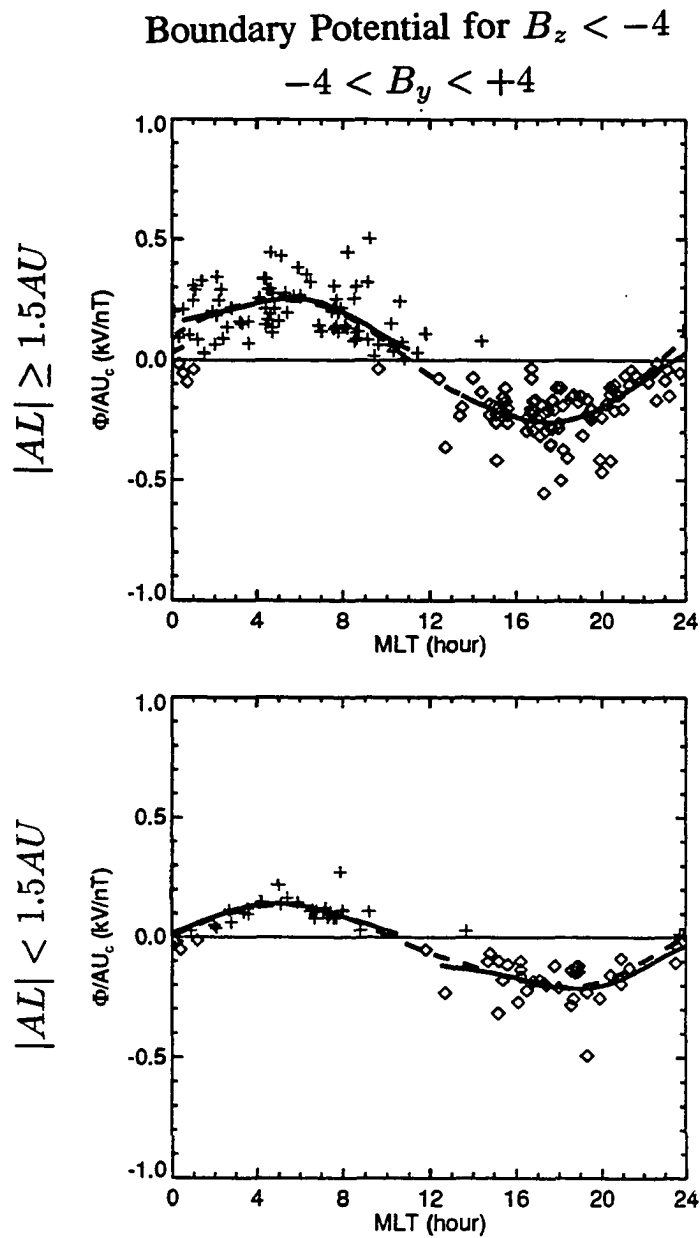 Boundary Potential for B_z < −4
−4 < B_y < +4
|AL| ≥ 1.5AU
Φ/AU_c (kV/nT)
1.0
0.5
0.0
-0.5
-1.0
0 4 8 12 16 20 24
MLT (hour)
|AL| < 1.5AU
Φ/AU_c (kV/nT)
1.0
0.5
0.0
-0.5
-1.0
0 4 8 12 16 20 24
MLT (hour)